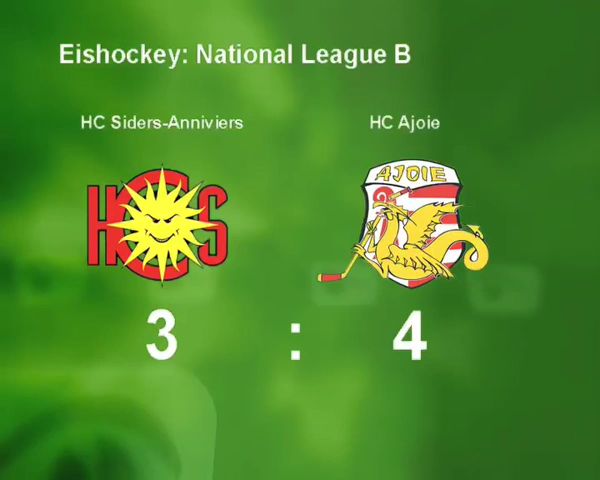 Eishockey: National League B
HC Siders-Anniviers
HC Ajoie
HCS
AJOIE
3 : 4